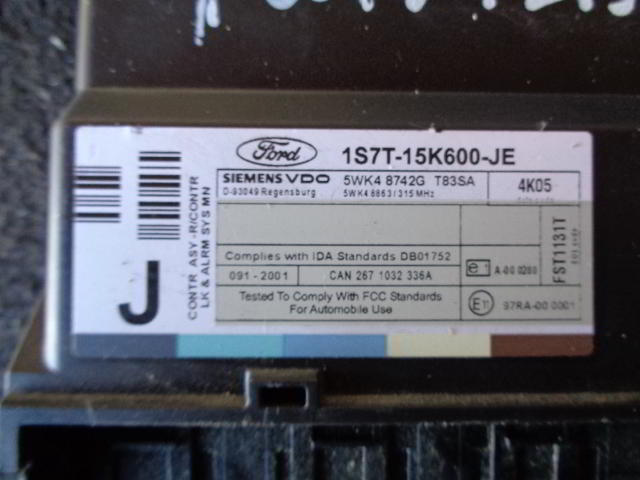 Ford
1S7T-15K600-JE
SIEMENS VDO
D-93049 Regensburg
5WK4 8742G T83SA
5WK4 8863/315 MHz
4K05
Complies with IDA Standards DB01752
091 - 2001
CAN 267 1032 336A
e1
A-00 0280
Tested To Comply With FCC Standards
For Automobile Use
E11
97RA-00 0001
FST1131T
J
CONTR ASY -R/CONTR
LK & ALRM SYS MN